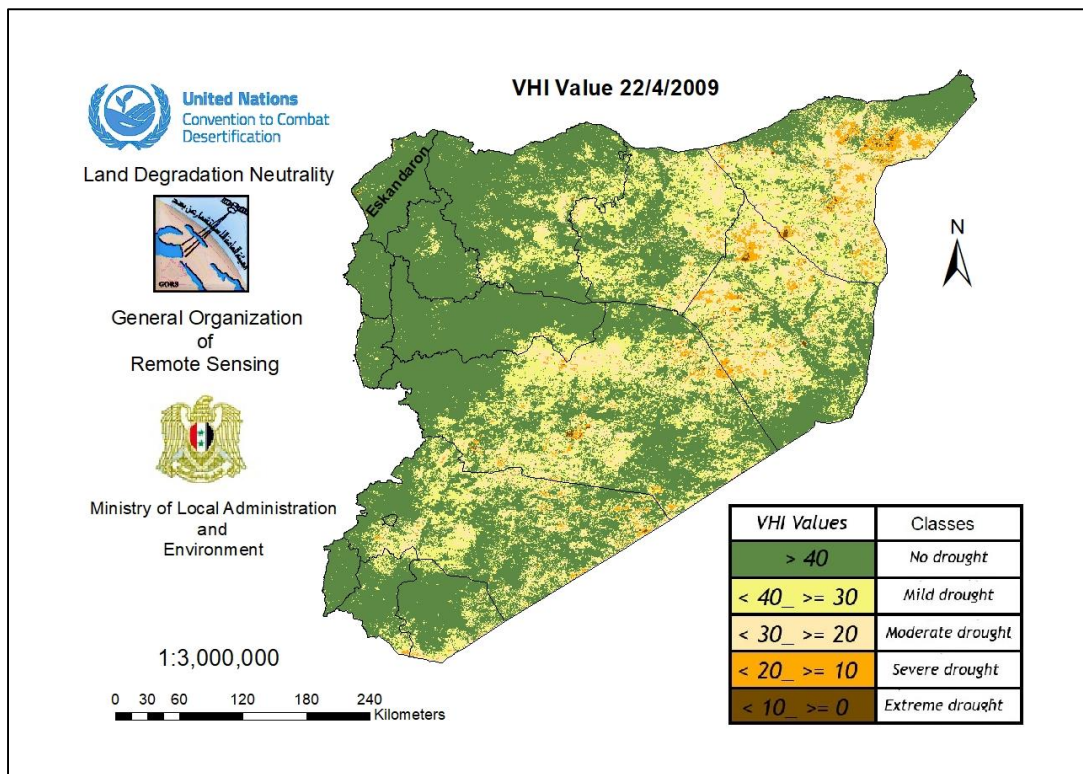 VHI Value 22/4/2009
United Nations
Convention to Combat
Desertification
Land Degradation Neutrality
GORS
General Organization
of
Remote Sensing
Ministry of Local Administration
and
Environment
1:3,000,000
0 30 60 120 180 240
Kilometers
Eskandaron
N
VHI Values Classes
> 40 No drought
< 40_ >= 30 Mild drought
< 30_ >= 20 Moderate drought
< 20_ >= 10 Severe drought
< 10_ >= 0 Extreme drought